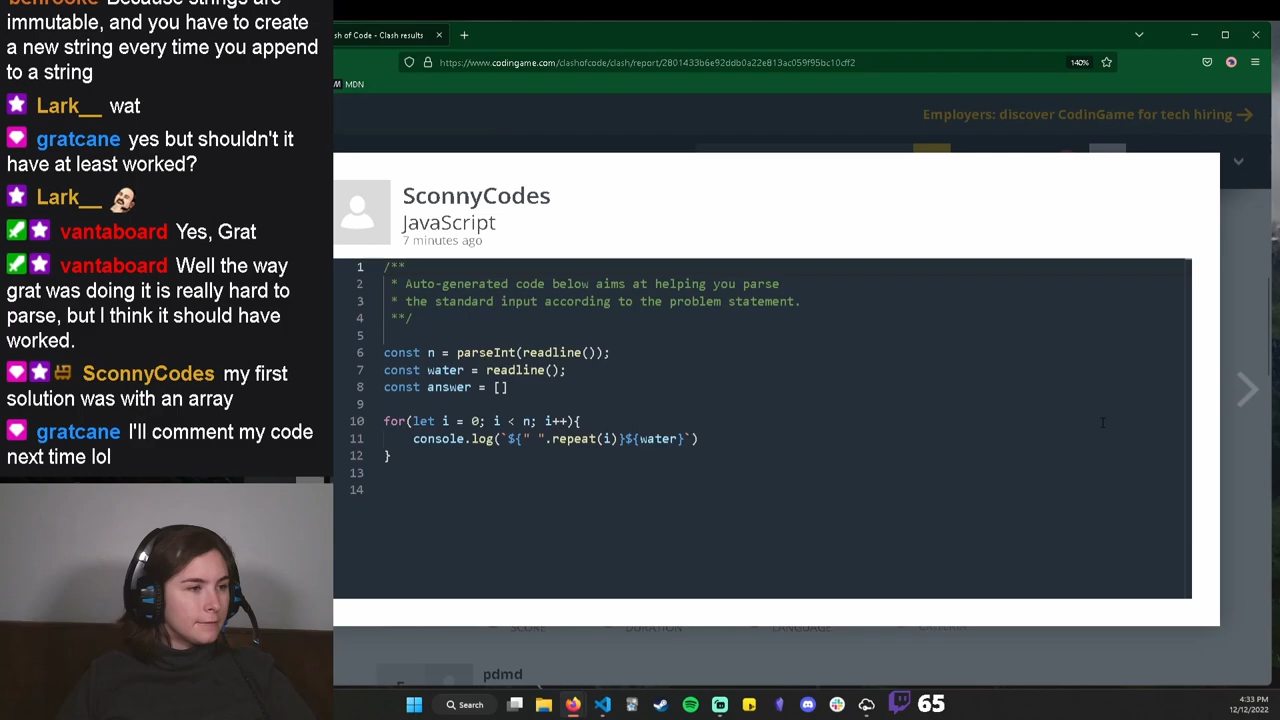 benrooke Because strings are
immutable, and you have to create
a new string every time you append
to a string
Lark__ wat
gratcane yes but shouldn't it
have at least worked?
Lark__
vantaboard Yes, Grat
vantaboard Well the way
grat was doing it is really hard to
parse, but I think it should have
worked.
SconnyCodes my first
solution was with an array
gratcane I'll comment my code
next time lol
sh of Code - Clash results
https://www.codingame.com/clashofcode/clash/report/2801433b6e92ddb0a22e813ac059f95bc10cff2
140%
MDN
Employers: discover CodinGame for tech hiring
SconnyCodes
JavaScript
7 minutes ago
1 /**
2 * Auto-generated code below aims at helping you parse
3 * the standard input according to the problem statement.
4 **/
5
6 const n = parseInt(readline());
7 const water = readline();
8 const answer = []
9
10 for(let i = 0; i < n; i++){
11 console.log(`${" ".repeat(i)}${water}`)
12 }
13
14
SCORE DURATION LANGUAGE CRITERIA
pdmd
Search
65
4:33 PM
12/12/2022